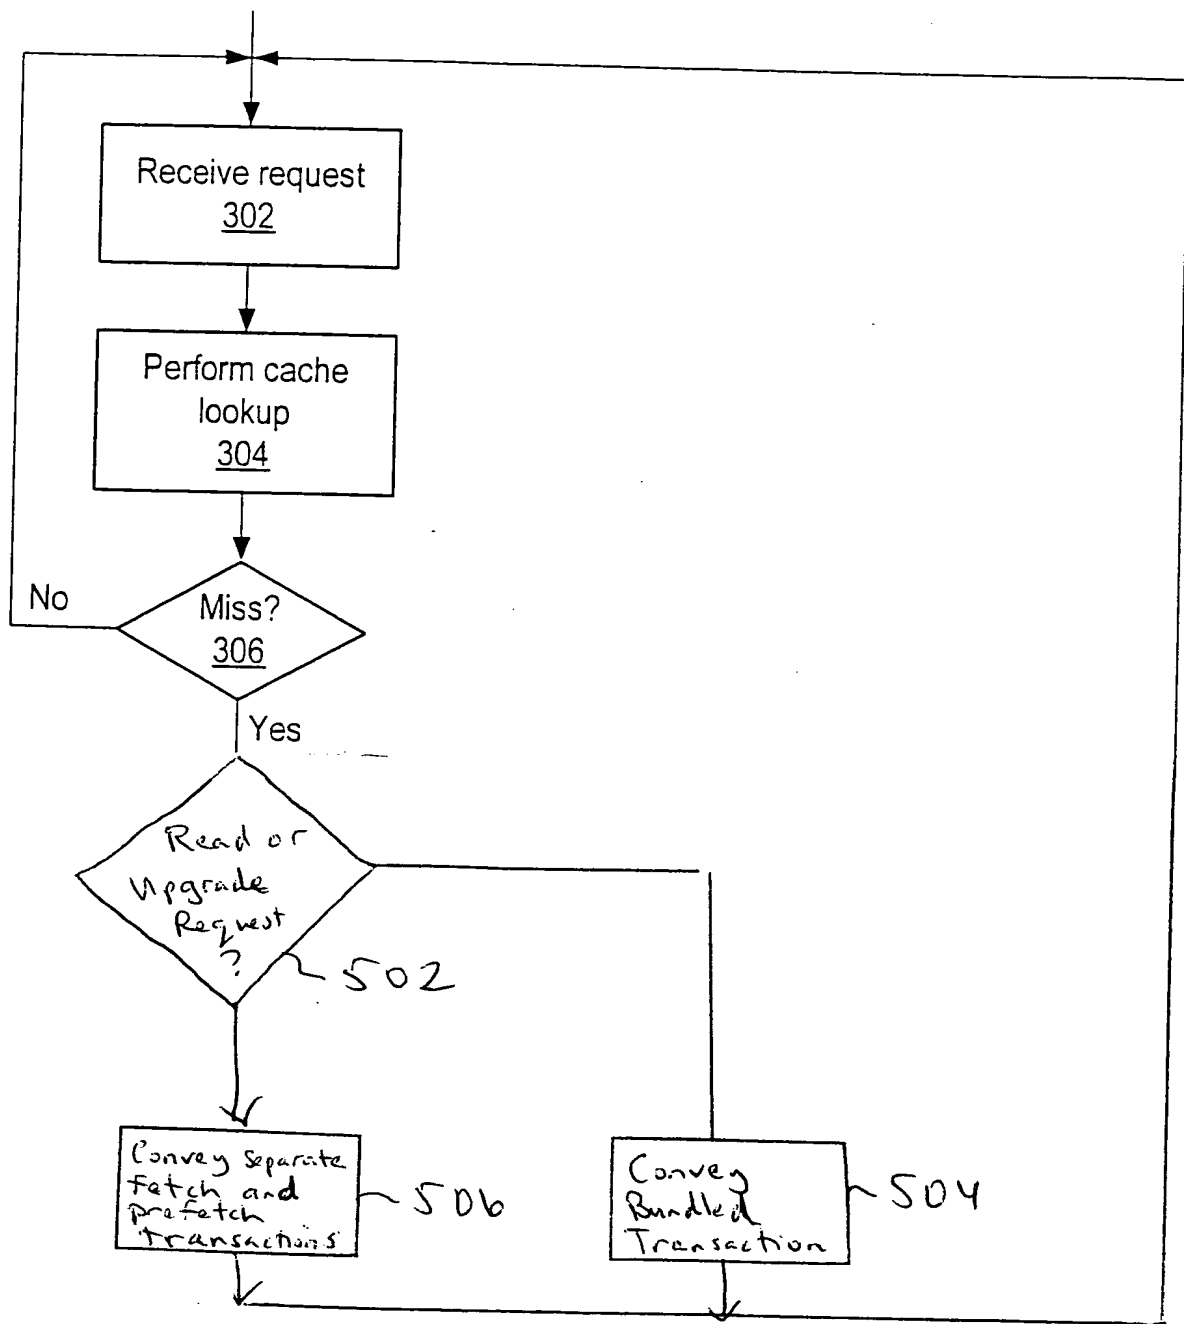 Receive request
302
Perform cache
lookup
304
No
Miss?
306
Yes
Read or
Upgrade
Request
?
502
Convey separate
fetch and
prefetch
transactions
506
Convey
Bundled
Transaction
504